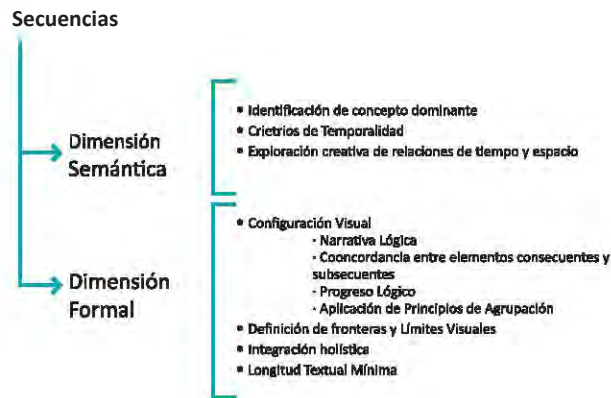 Secuencias
Dimensión
Semántica
• Identificación de concepto dominante
• Crietrios de Temporalidad
• Exploración creativa de relaciones de tiempo y espacio
Dimensión
Formal
• Configuración Visual
- Narrativa Lógica
- Cooncordancia entre elementos consecuentes y
subsecuentes
- Progreso Lógico
- Aplicación de Principios de Agrupación
• Definición de fronteras y Límites Visuales
• Integración holística
• Longitud Textual Mínima